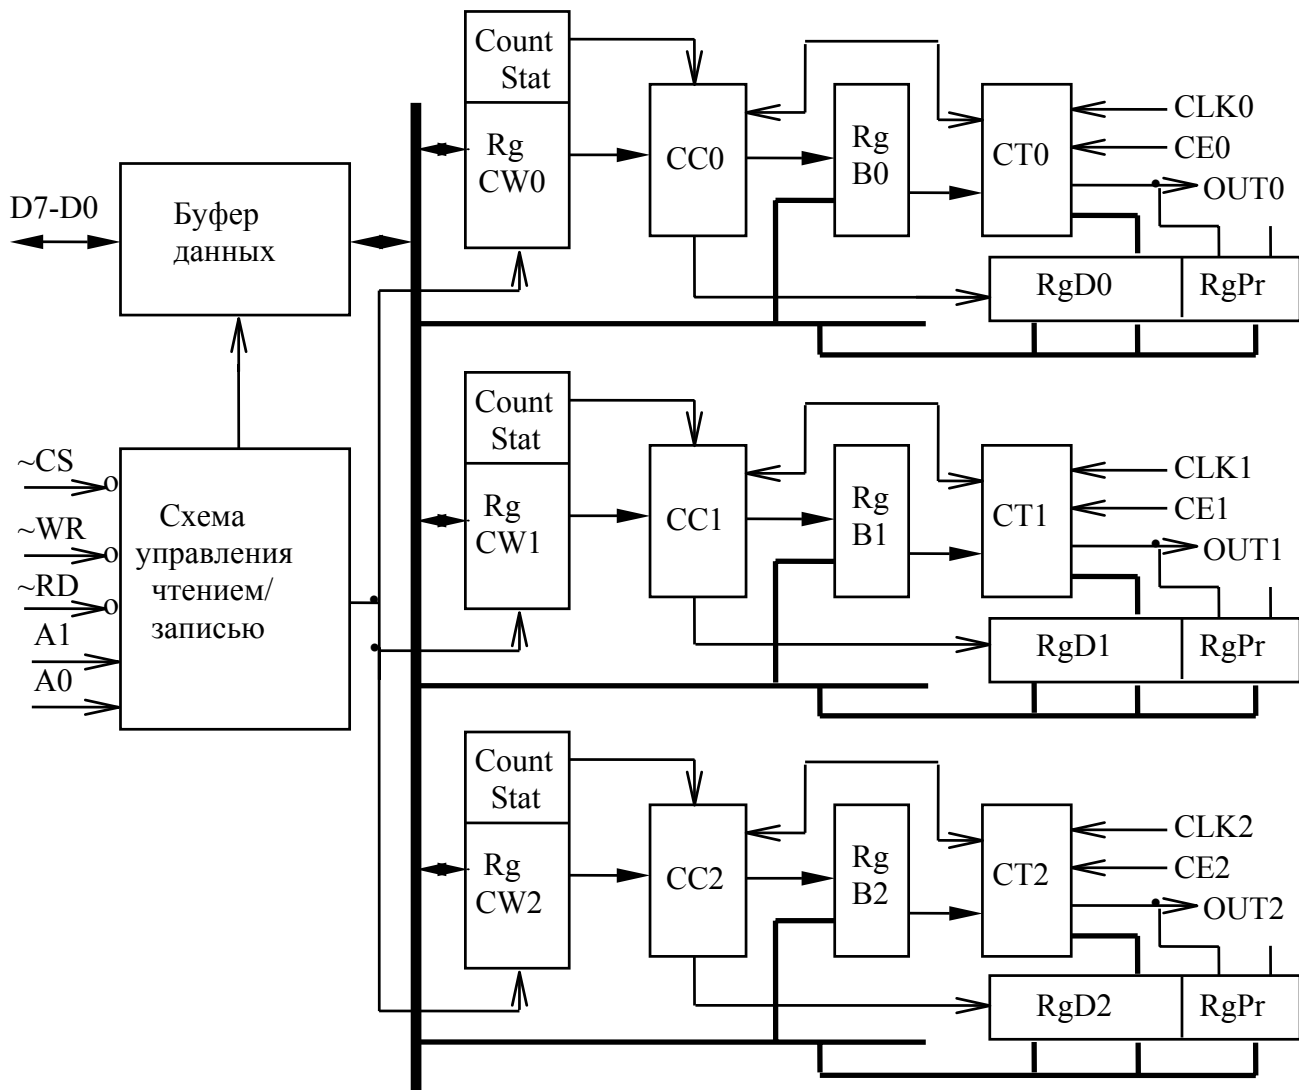 D7-D0
Буфер
данных
~CS
~WR
~RD
A1
A0
Схема
управления
чтением/
записью
Count
Stat
Rg
CW0
CC0
Rg
B0
CT0
CLK0
CE0
OUT0
RgD0
RgPr
Count
Stat
Rg
CW1
CC1
Rg
B1
CT1
CLK1
CE1
OUT1
RgD1
RgPr
Count
Stat
Rg
CW2
CC2
Rg
B2
CT2
CLK2
CE2
OUT2
RgD2
RgPr